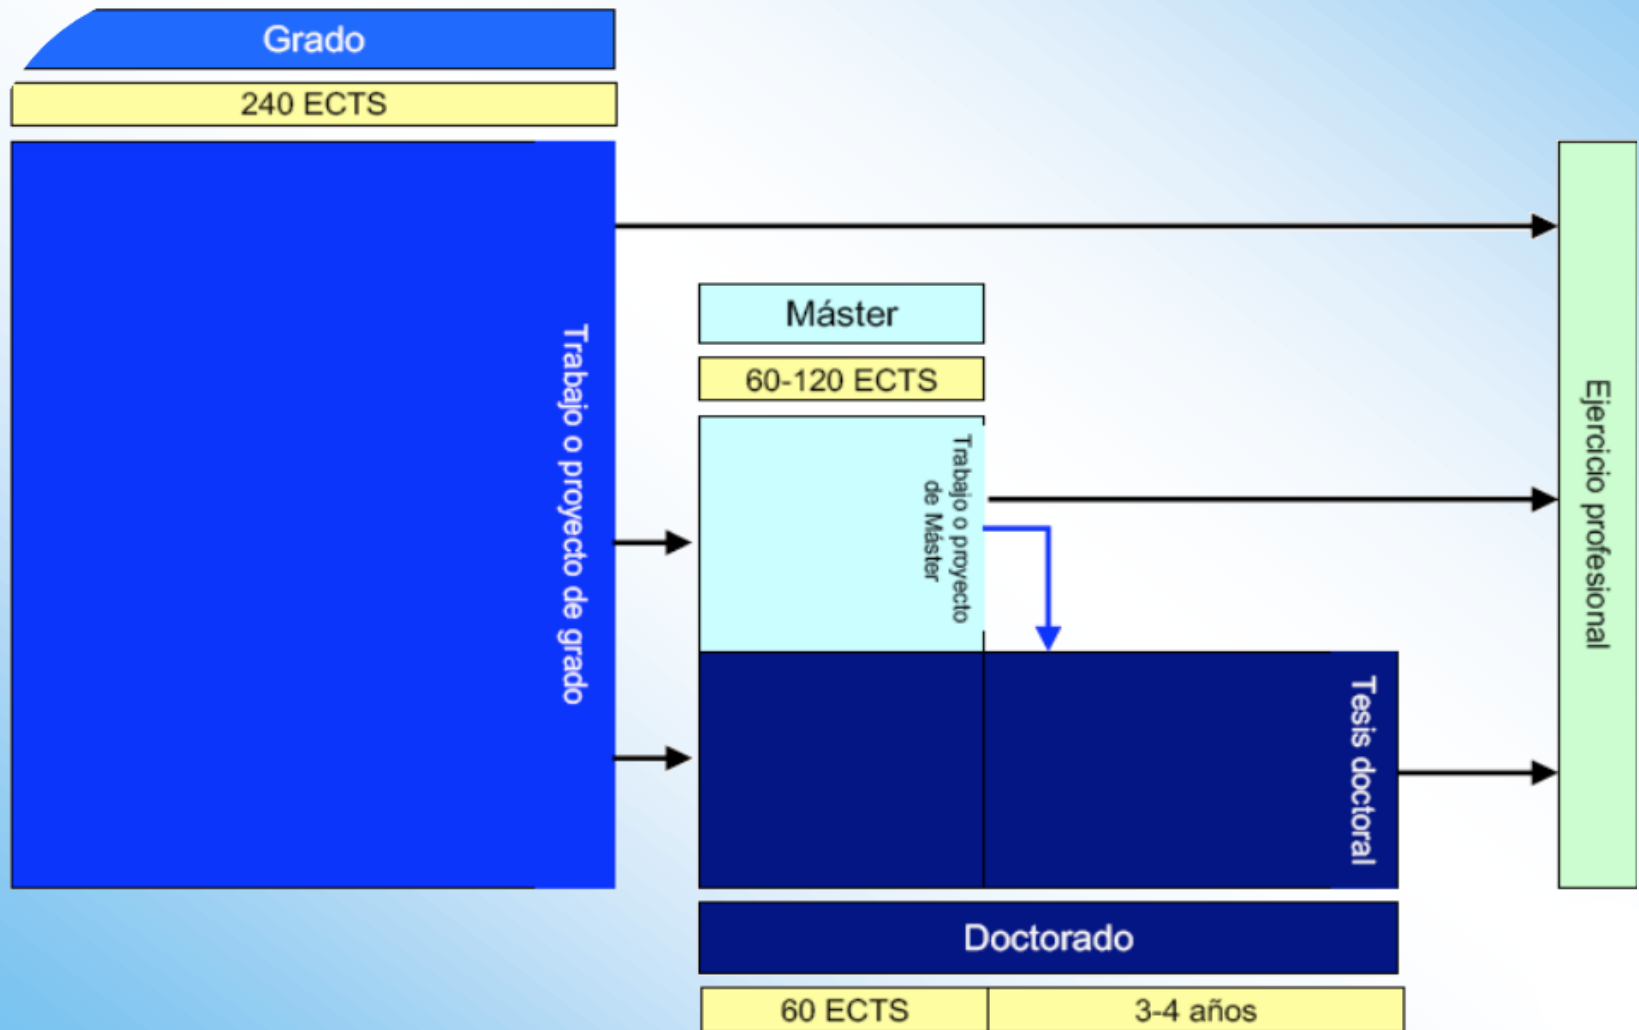 Grado
240 ECTS
Trabajo o proyecto de grado
Máster
60-120 ECTS
Trabajo o proyecto
de Máster
Tesis doctoral
Ejercicio profesional
Doctorado
60 ECTS
3-4 años